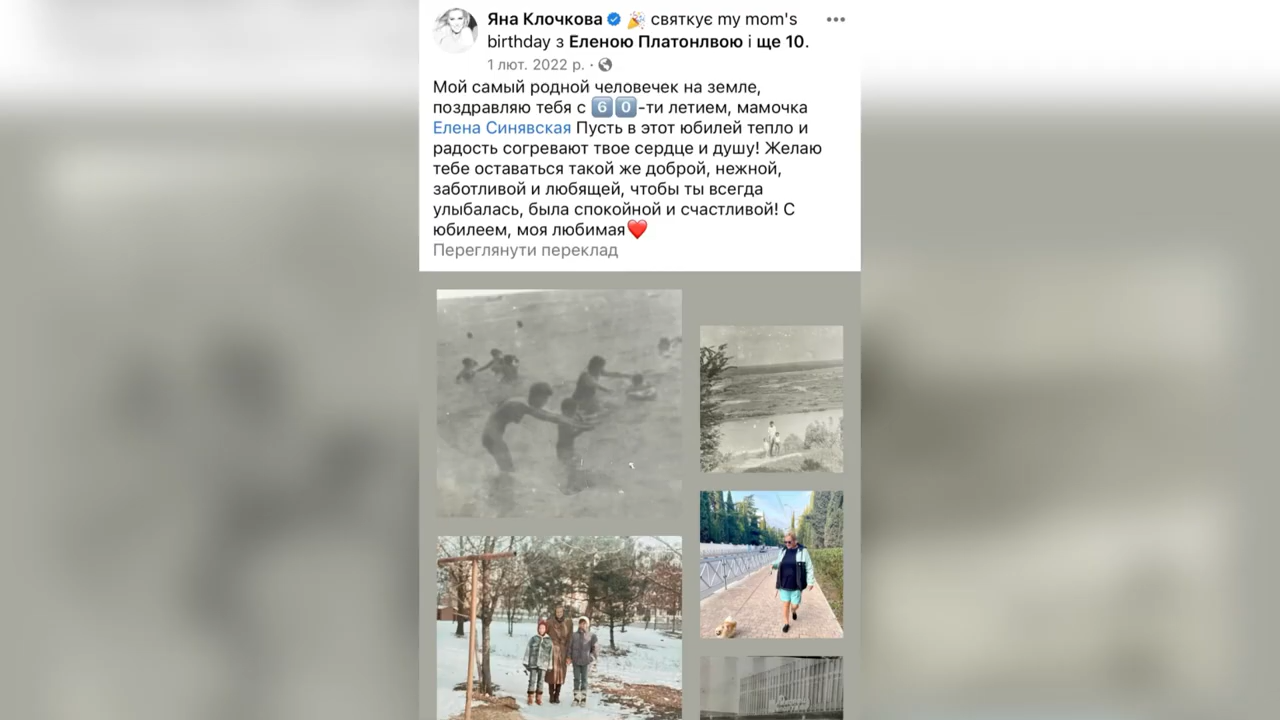 Яна Клочкова 🎉 святкує my mom's
birthday з Еленою Платонлвою і ще 10.
1 лют. 2022 р. ·
Мой самый родной человечек на земле,
поздравляю тебя с 6️⃣0️⃣-ти летием, мамочка
Елена Синявская Пусть в этот юбилей тепло и
радость согревают твое сердце и душу! Желаю
тебе оставаться такой же доброй, нежной,
заботливой и любящей, чтобы ты всегда
улыбалась, была спокойной и счастливой! С
юбилеем, моя любимая❤️
Переглянути переклад